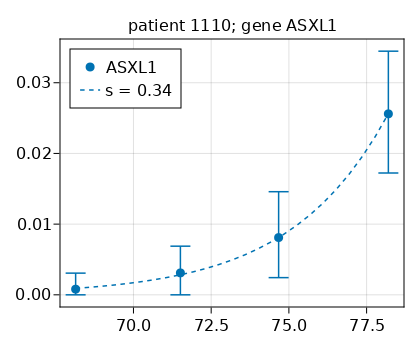 patient 1110; gene ASXL1
ASXL1
s = 0.34
0.03
0.02
0.01
0.00
70.0 72.5 75.0 77.5